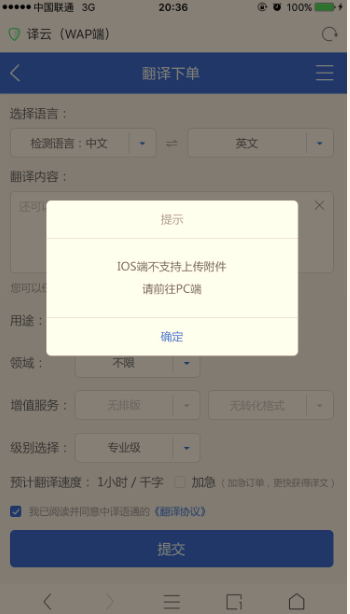 中国联通 3G 20:36 100%
译云（WAP端）
翻译下单
选择语言：
检测语言：中文 英文
翻译内容：
还可
提示
IOS端不支持上传附件
请前往PC端
确定
您可以
用途：
领域： 不限
增值服务： 无排版 无转化格式
级别选择： 专业级
预计翻译速度： 1小时 / 千字 加急（加急订单，更快获得译文）
我已阅读并同意中译语通的《翻译协议》
提交